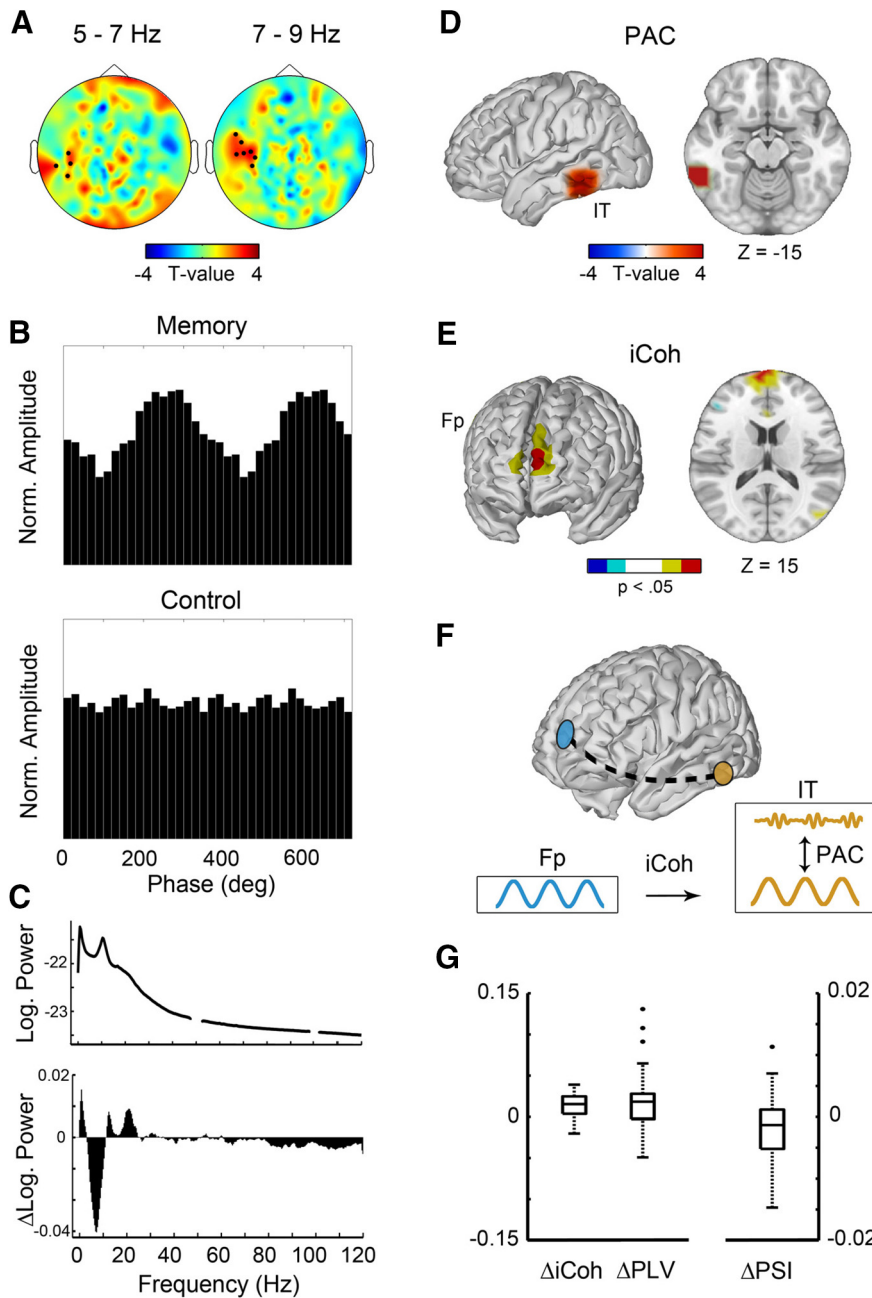 A
5 - 7 Hz
7 - 9 Hz
-4 T-value 4
B
Memory
Norm. Amplitude
Control
Norm. Amplitude
0 200 400 600
Phase (deg)
C
Log. Power
-22
-23
ΔLog. Power
0.02
0
-0.04
0 20 40 60 80 100 120
Frequency (Hz)
D
PAC
IT
-4 T-value 4
Z = -15
E
iCoh
Fp
p < .05
Z = 15
F
IT
Fp
iCoh
PAC
G
0.15
0
-0.15
0.02
0
-0.02
ΔiCoh ΔPLV ΔPSI